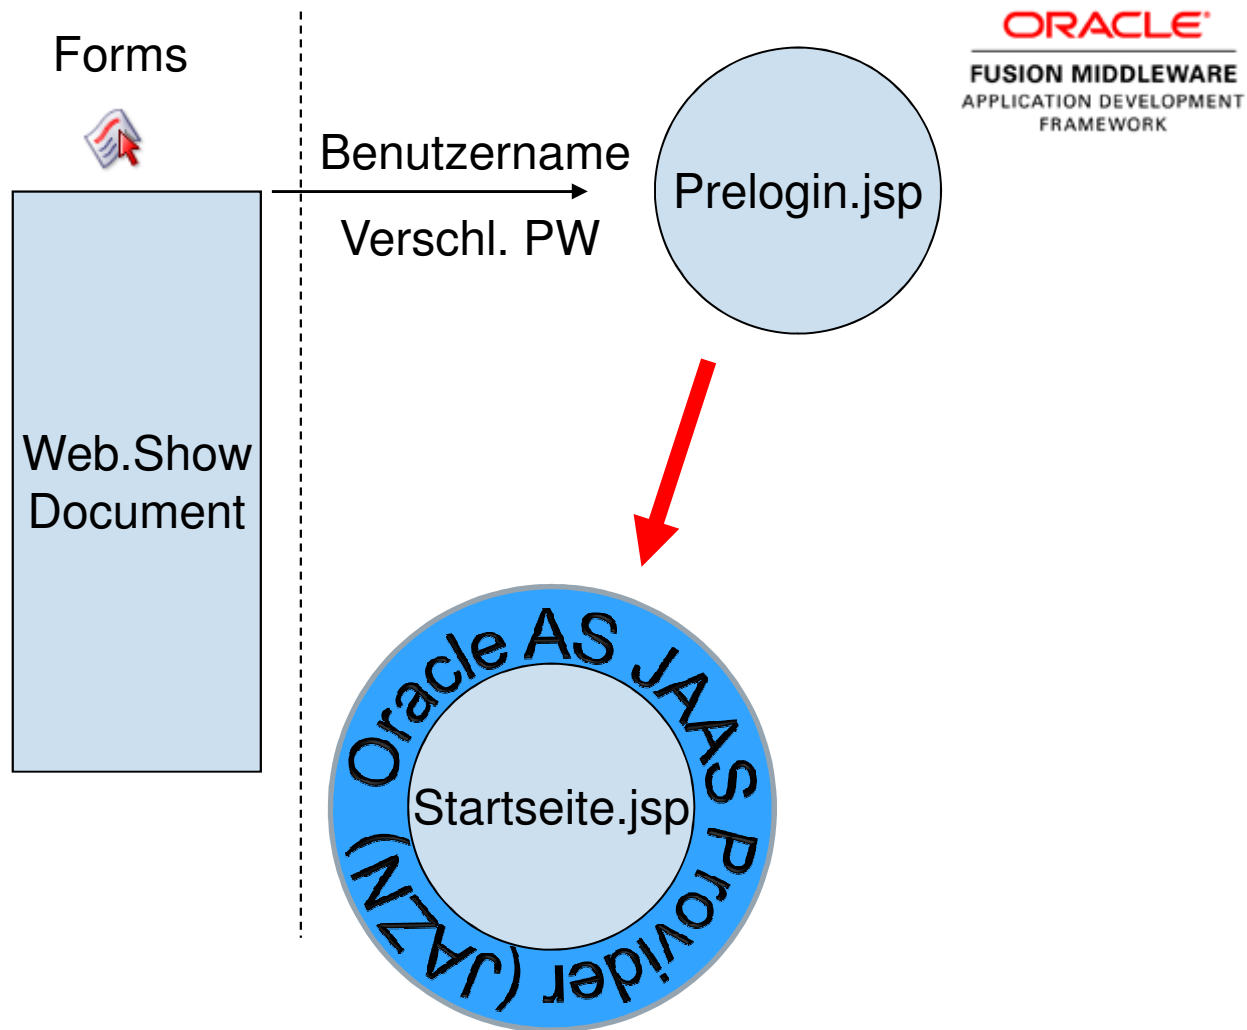 Forms
ORACLE
FUSION MIDDLEWARE
APPLICATION DEVELOPMENT
FRAMEWORK
Benutzername
Verschl. PW
Prelogin.jsp
Web.Show
Document
Oracle AS JAAS Provider (JAZN)
Startseite.jsp